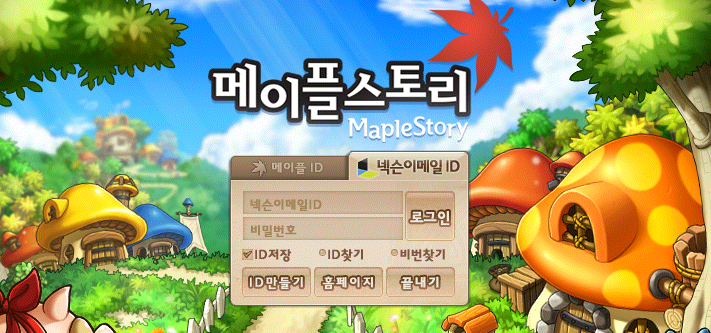 메이플스토리
MapleStory
메이플 ID
넥슨이메일 ID
넥슨이메일ID
로그인
비밀번호
ID저장
ID찾기
비번찾기
ID만들기
홈페이지
끝내기